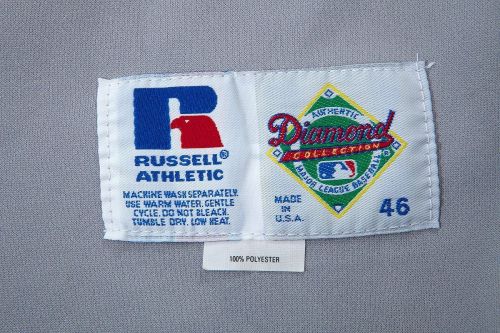 RUSSELL®
ATHLETIC
MACHINE WASH SEPARATELY.
USE WARM WATER. GENTLE
CYCLE. DO NOT BLEACH.
TUMBLE DRY. LOW HEAT.
AUTHENTIC
Diamond
COLLECTION
MAJOR LEAGUE BASEBALL
MADE
IN
U.S.A.
46
100% POLYESTER